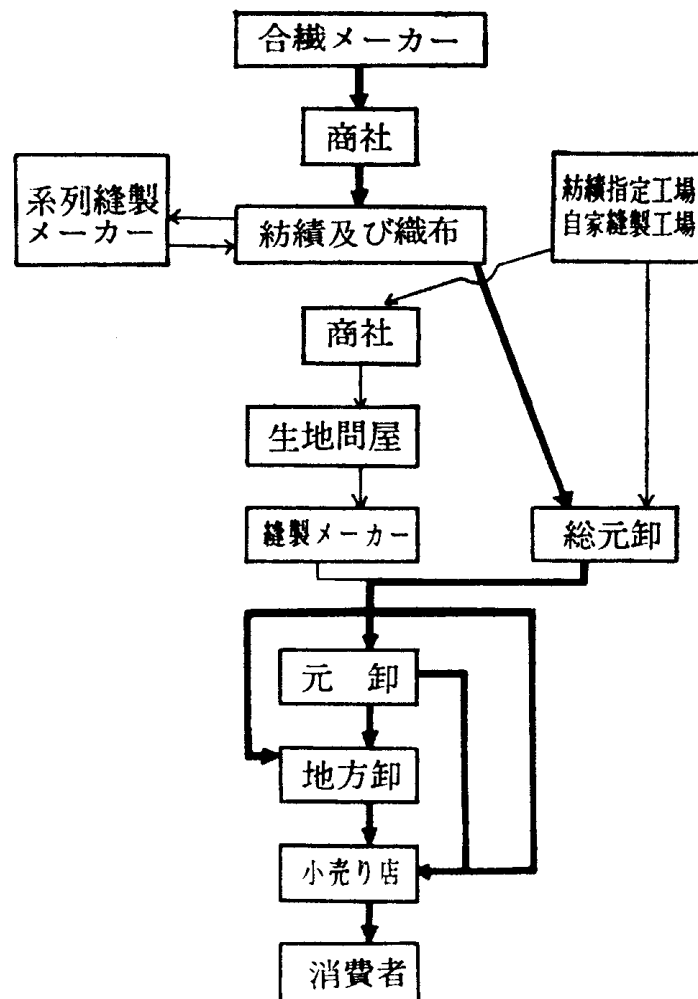 合繊メーカー
商社
系列縫製
メーカー
紡績及び織布
紡績指定工場
自家縫製工場
商社
生地問屋
縫製メーカー
総元卸
元 卸
地方卸
小売り店
消費者